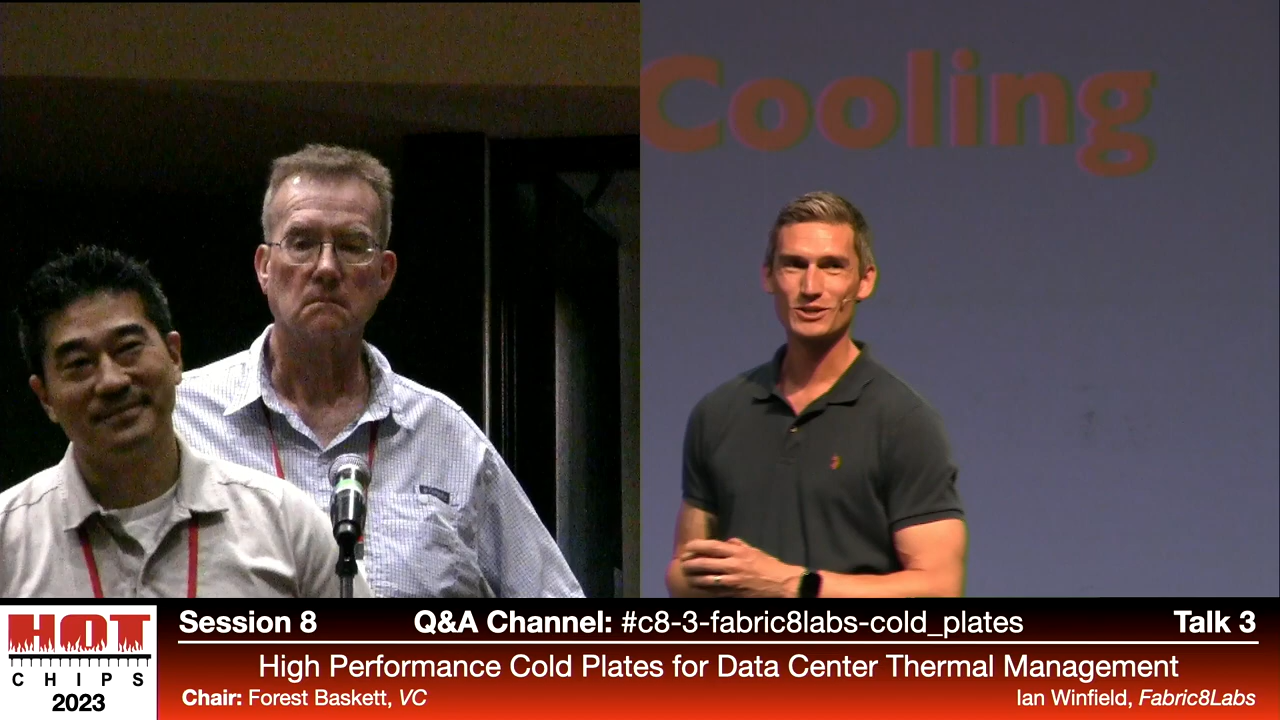 Cooling
Session 8
Q&A Channel: #c8-3-fabric8labs-cold_plates
Talk 3
HOT
CHIPS
2023
High Performance Cold Plates for Data Center Thermal Management
Chair: Forest Baskett, VC
Ian Winfield, Fabric8Labs